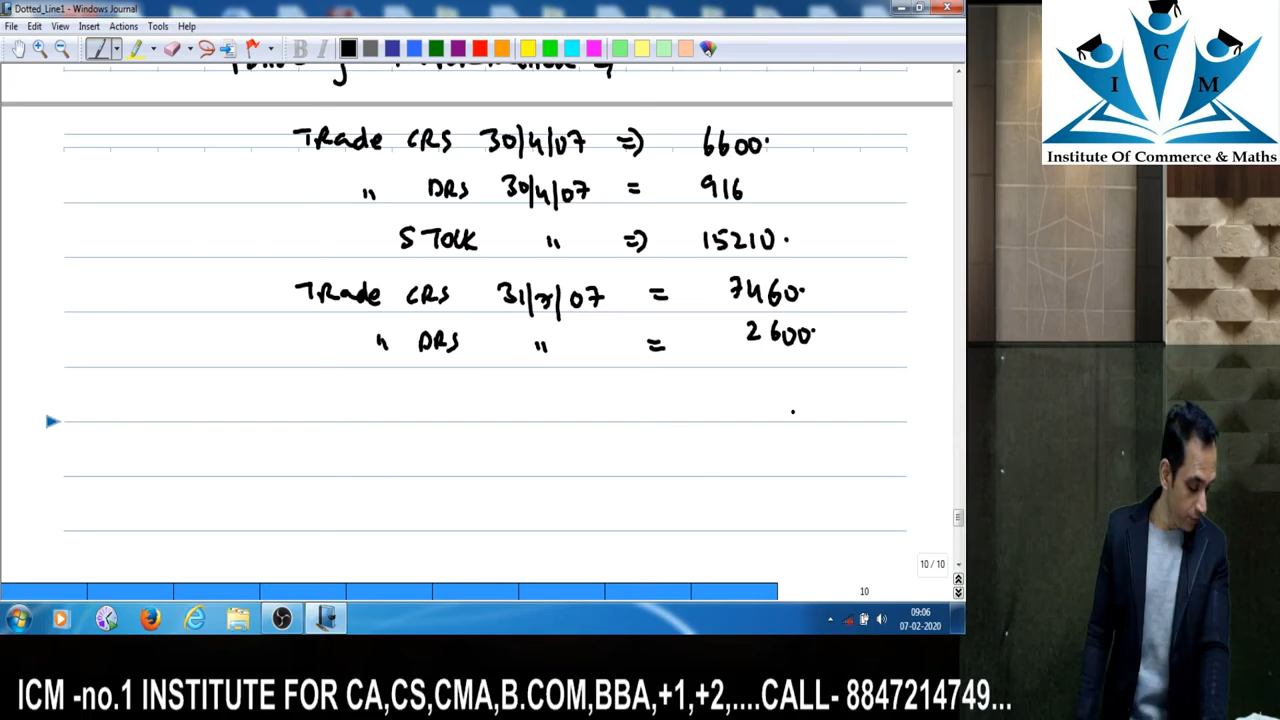 Dotted_Line1 - Windows Journal
File Edit View Insert Actions Tools Help
Trade CRS 30/4/07 => 6600.
" DRS 30/4/07 = 916
STOCK " => 15210.
Trade CRS 31/3/07 = 7460.
" DRS " = 2600.
10 / 10
10
09:06
07-02-2020
I C M
Institute Of Commerce & Maths
ICM -no.1 INSTITUTE FOR CA,CS,CMA,B.COM,BBA,+1,+2,....CALL- 8847214749...